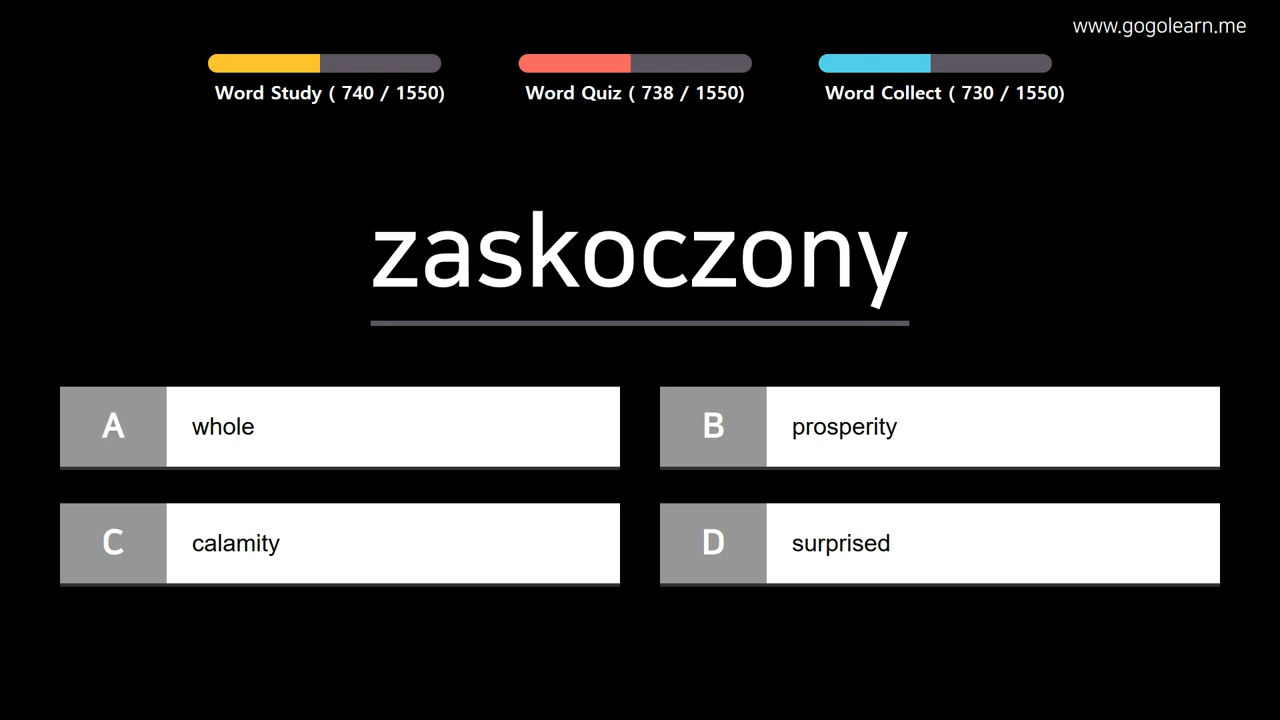 www.gogolearn.me
Word Study ( 740 / 1550)
Word Quiz ( 738 / 1550)
Word Collect ( 730 / 1550)
zaskoczony
A whole
B prosperity
C calamity
D surprised